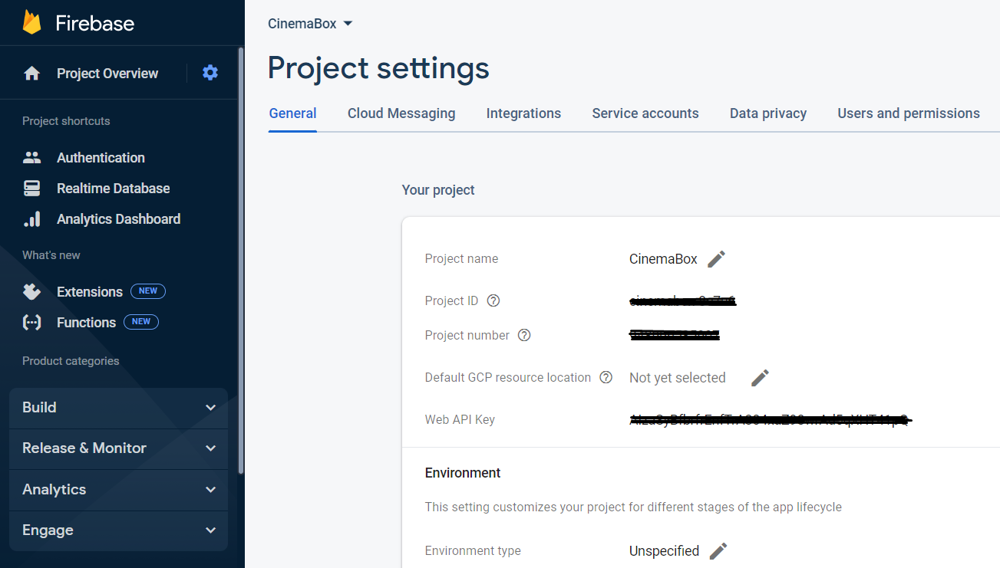 Firebase
CinemaBox
Project settings
Project Overview
General Cloud Messaging Integrations Service accounts Data privacy Users and permissions
Project shortcuts
Authentication
Realtime Database
Analytics Dashboard
What's new
Extensions NEW
Functions NEW
Product categories
Build
Release & Monitor
Analytics
Engage
Your project
Project name CinemaBox
Project ID
Project number
Default GCP resource location Not yet selected
Web API Key
Environment
This setting customizes your project for different stages of the app lifecycle
Environment type Unspecified